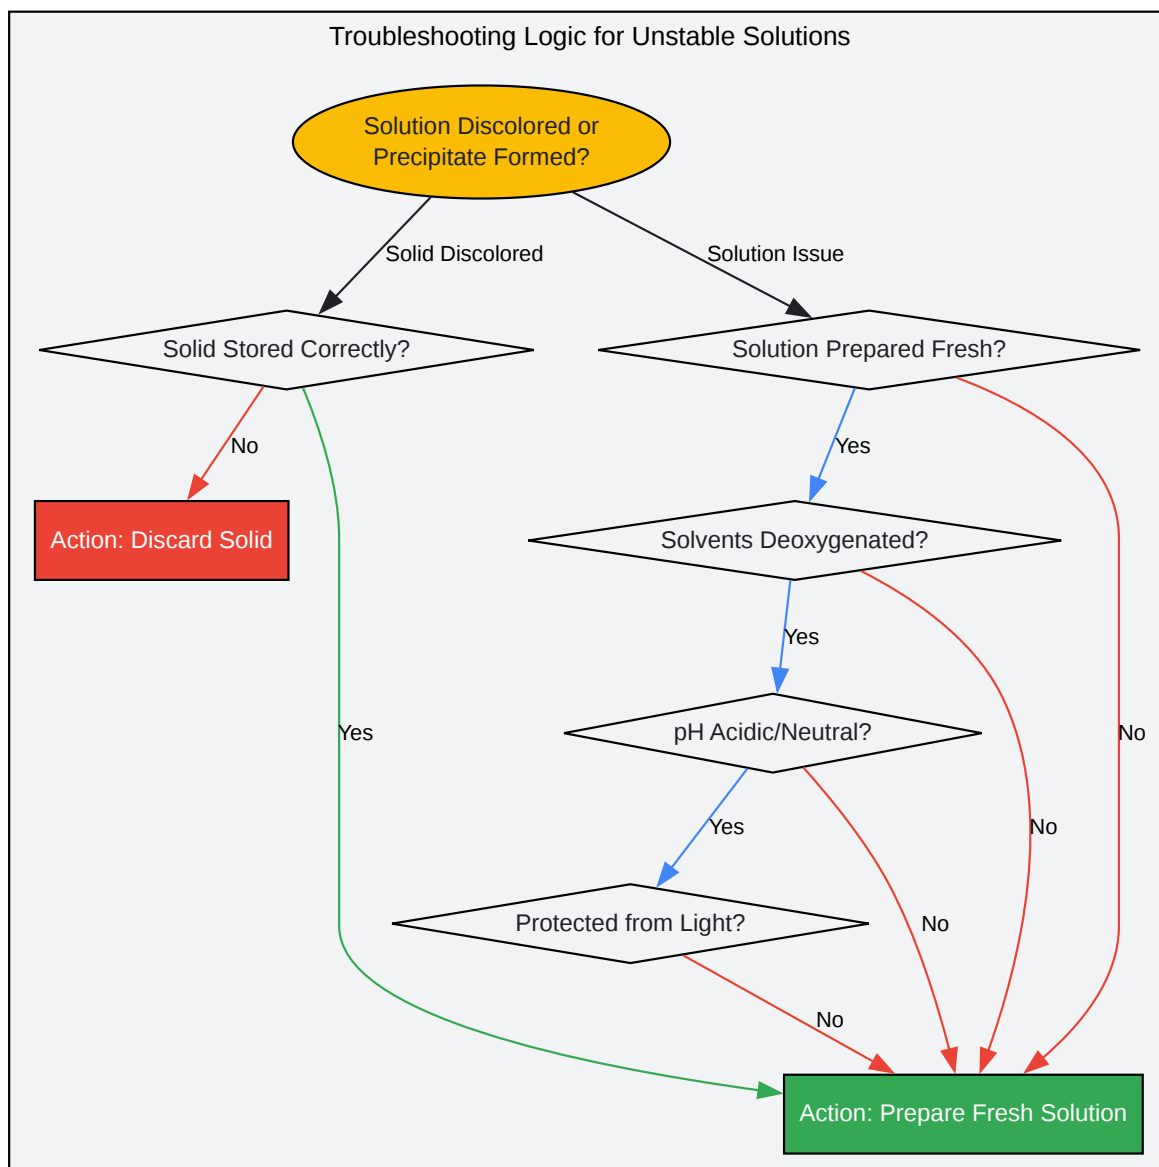 Troubleshooting Logic for Unstable Solutions
Solution Discolored or
Precipitate Formed?
Solid Discolored
Solution Issue
Solid Stored Correctly?
Solution Prepared Fresh?
No
Yes
Action: Discard Solid
Solvents Deoxygenated?
Yes
pH Acidic/Neutral?
Yes
No
Yes
No
Protected from Light?
No
No
Action: Prepare Fresh Solution